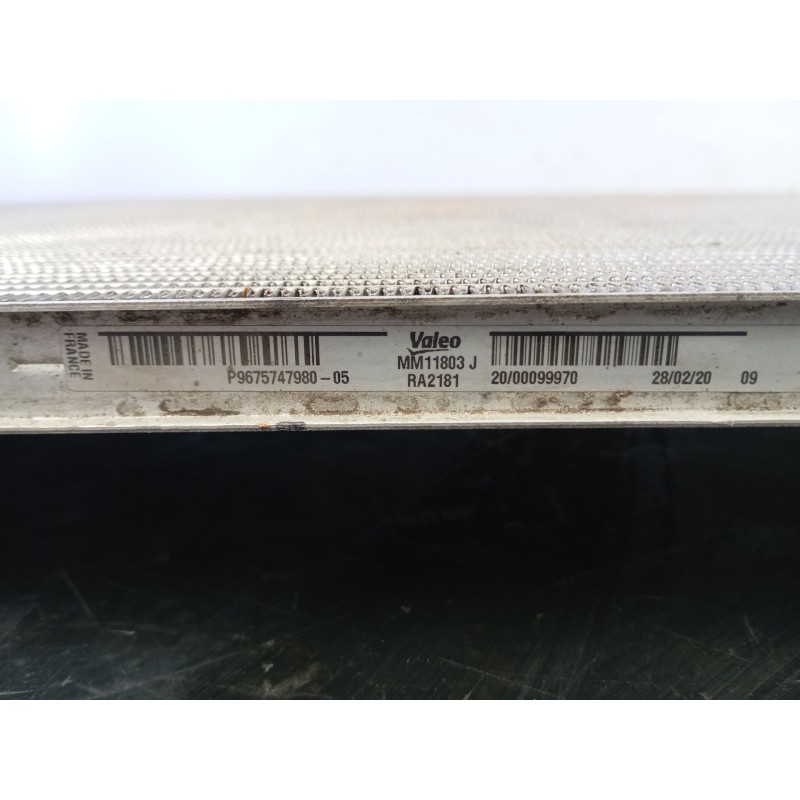 MADE IN
FRANCE
P9675747980-05
Valeo
MM11803 J
RA2181
20/00099970 28/02/20 09